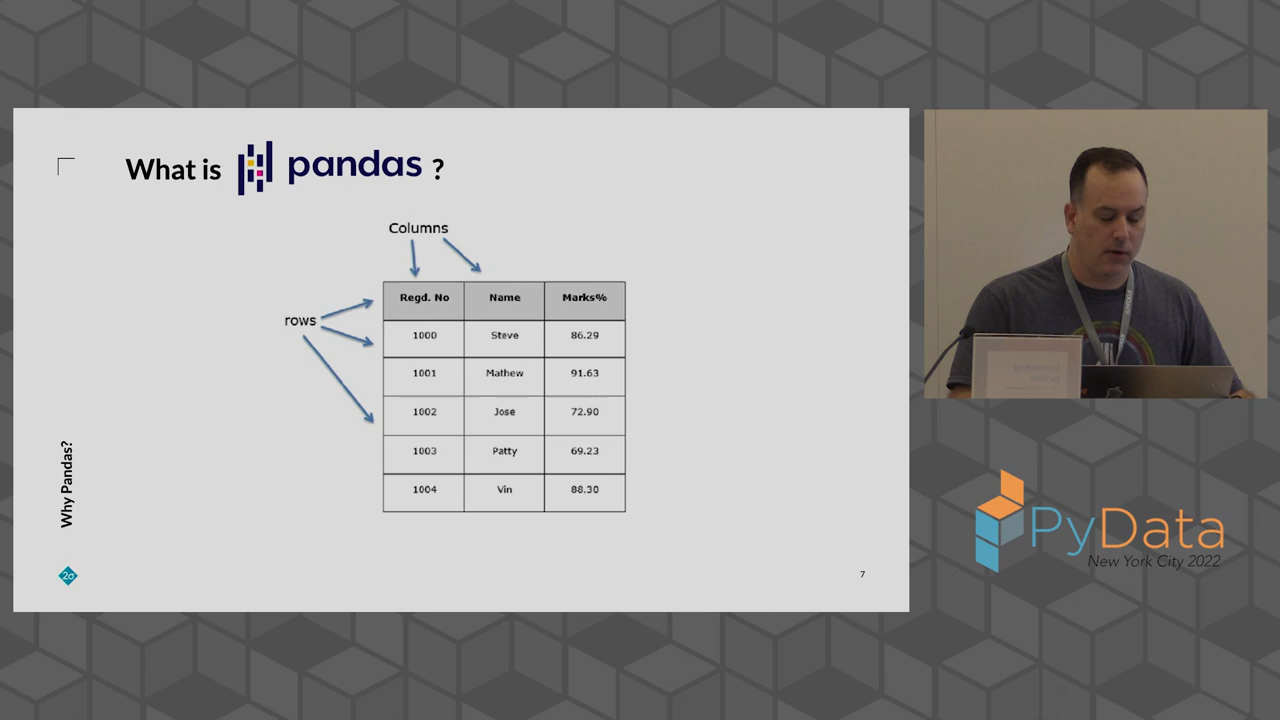 What is pandas ?
Columns
rows
Regd. No Name Marks%
1000 Steve 86.29
1001 Mathew 91.63
1002 Jose 72.90
1003 Patty 69.23
1004 Vin 88.30
Why Pandas?
2σ
7
PyData
New York City 2022